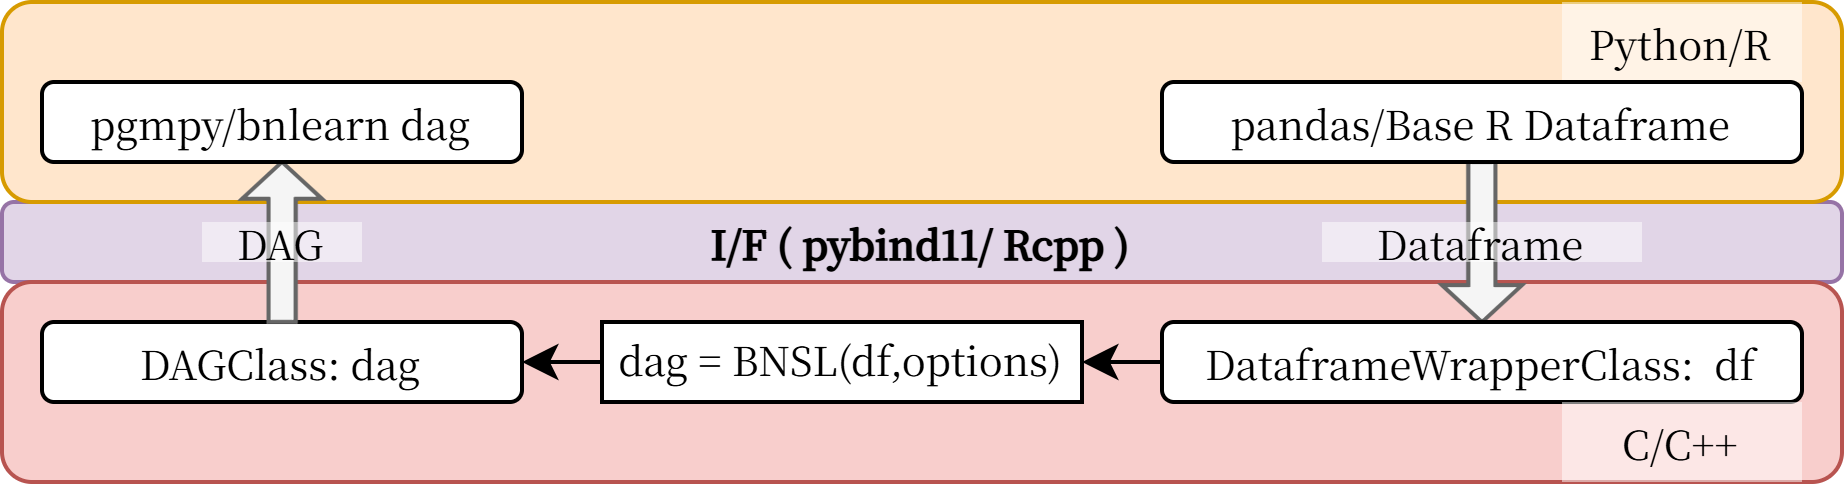 Python/R
pgmpy/bnlearn dag
pandas/Base R Dataframe
DAG
I/F ( pybind11/ Rcpp )
Dataframe
DAGClass: dag
dag = BNSL(df,options)
DataframeWrapperClass:  df
C/C++